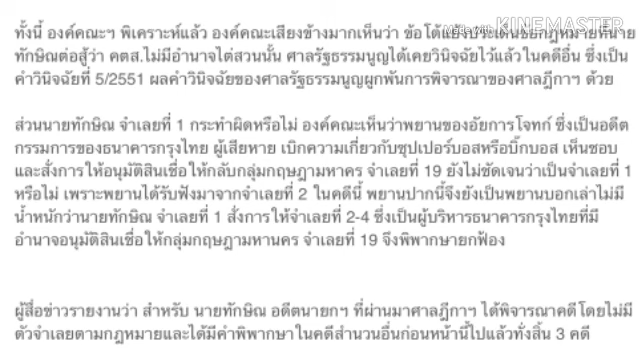 ทั้งนี้ องค์คณะฯ พิเคราะห์แล้ว องค์คณะเสียงข้างมากเห็นว่า ข้อโต้แย้งประเด็นข้อกฎหมายที่นาย
ทักษิณต่อสู้ว่า คตส.ไม่มีอำนาจไต่สวนนั้น ศาลรัฐธรรมนูญได้เคยวินิจฉัยไว้แล้วในคดีอื่น ซึ่งเป็น
คำวินิจฉัยที่ 5/2551 ผลคำวินิจฉัยของศาลรัฐธรรมนูญผูกพันการพิจารณาของศาลฎีกาฯ ด้วย
ส่วนนายทักษิณ จำเลยที่ 1 กระทำผิดหรือไม่ องค์คณะเห็นว่าพยานของอัยการโจทก์ ซึ่งเป็นอดีต
กรรมการของธนาคารกรุงไทย ผู้เสียหาย เบิกความเกี่ยวกับซุปเปอร์บอสหรือบิ๊กบอส เห็นชอบ
และสั่งการให้อนุมัติสินเชื่อให้กลับกลุ่มกฤษฎามหาคร จำเลยที่ 19 ยังไม่ชัดเจนว่าเป็นจำเลยที่ 1
หรือไม่ เพราะพยานได้รับฟังมาจากจำเลยที่ 2 ในคดีนี้ พยานปากนี้จึงยังเป็นพยานบอกเล่าไม่มี
น้ำหนักว่านายทักษิณ จำเลยที่ 1 สั่งการให้จำเลยที่ 2-4 ซึ่งเป็นผู้บริหารธนาคารกรุงไทยที่มี
อำนาจอนุมัติสินเชื่อให้กลุ่มกฤษฎามหานคร จำเลยที่ 19 จึงพิพากษายกฟ้อง
ผู้สื่อข่าวรายงานว่า สำหรับ นายทักษิณ อดีตนายกฯ ที่ผ่านมาศาลฎีกาฯ ได้พิจารณาคดีโดยไม่มี
ตัวจำเลยตามกฎหมายและได้มีคำพิพากษาในคดีสำนวนอื่นก่อนหน้านี้ไปแล้วทั้งสิ้น 3 คดี
KINEMASTER